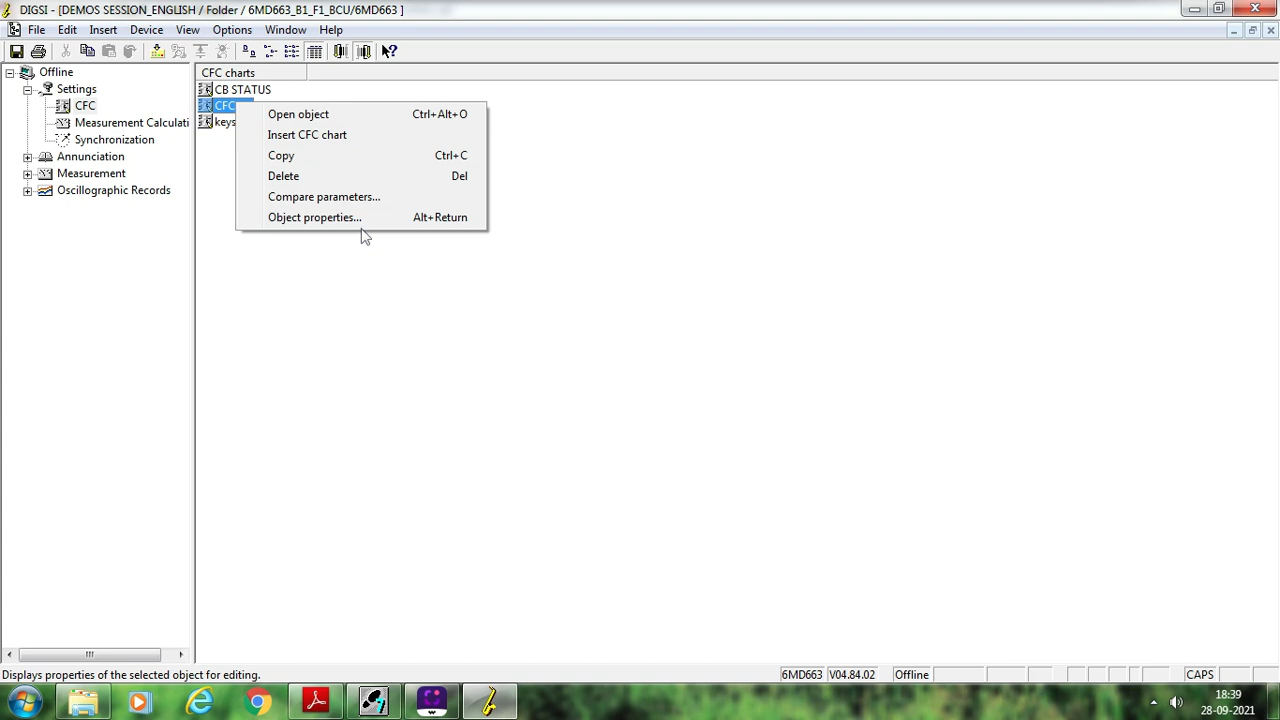 DIGSI - [DEMOS SESSION_ENGLISH / Folder / 6MD663_B1_F1_BCU/6MD663 ]
File Edit Insert Device View Options Window Help
Offline
Settings
CFC
Measurement Calculati
Synchronization
Annunciation
Measurement
Oscillographic Records
CFC charts
CB STATUS
CFC
keys
Open object Ctrl+Alt+O
Insert CFC chart
Copy Ctrl+C
Delete Del
Compare parameters...
Object properties... Alt+Return
Displays properties of the selected object for editing.
6MD663 V04.84.02 Offline CAPS
18:39
28-09-2021